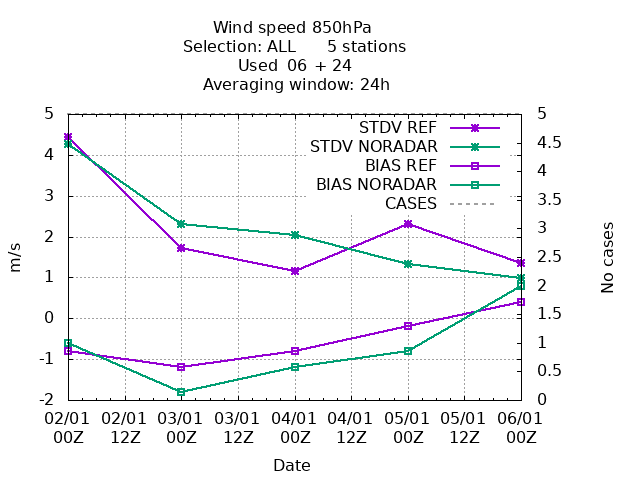 Wind speed 850hPa
Selection: ALL      5 stations
Used  06 + 24
Averaging window: 24h
STDV REF
STDV NORADAR
BIAS REF
BIAS NORADAR
CASES
5
4
3
2
1
0
-1
-2
m/s
5
4.5
4
3.5
3
2.5
2
1.5
1
0.5
0
No cases
02/01 02/01 03/01 03/01 04/01 04/01 05/01 05/01 06/01
00Z 12Z 00Z 12Z 00Z 12Z 00Z 12Z 00Z
Date